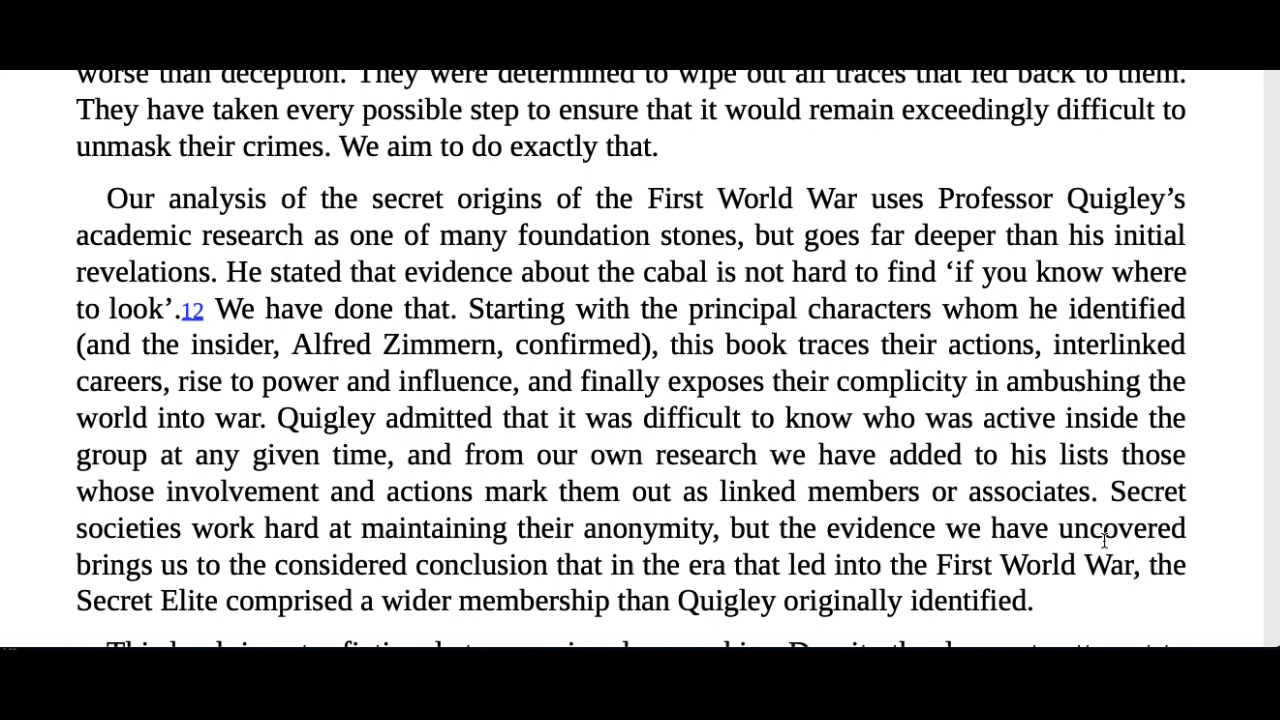 worse than deception. They were determined to wipe out all traces that led back to them.
They have taken every possible step to ensure that it would remain exceedingly difficult to
unmask their crimes. We aim to do exactly that.
Our analysis of the secret origins of the First World War uses Professor Quigley’s
academic research as one of many foundation stones, but goes far deeper than his initial
revelations. He stated that evidence about the cabal is not hard to find ‘if you know where
to look’.12 We have done that. Starting with the principal characters whom he identified
(and the insider, Alfred Zimmern, confirmed), this book traces their actions, interlinked
careers, rise to power and influence, and finally exposes their complicity in ambushing the
world into war. Quigley admitted that it was difficult to know who was active inside the
group at any given time, and from our own research we have added to his lists those
whose involvement and actions mark them out as linked members or associates. Secret
societies work hard at maintaining their anonymity, but the evidence we have uncovered
brings us to the considered conclusion that in the era that led into the First World War, the
Secret Elite comprised a wider membership than Quigley originally identified.